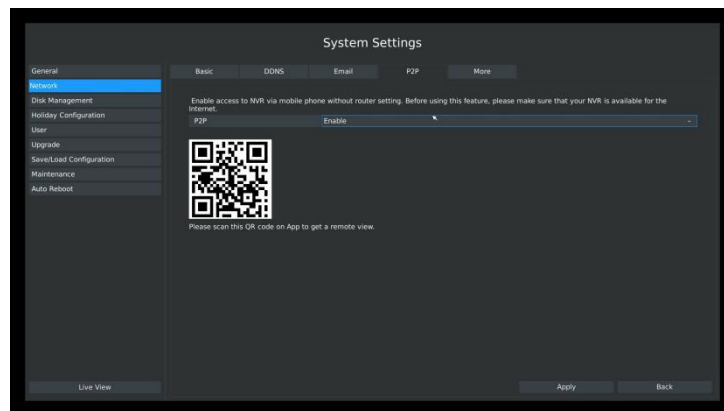 System Settings
General
Network
Disk Management
Holiday Configuration
User
Upgrade
Save/Load Configuration
Maintenance
Auto Reboot
Live View
Basic DDNS Email P2P More
Enable access to NVR via mobile phone without router setting. Before using this feature, please make sure that your NVR is available for the
Internet.
P2P Enable
Please scan this QR code on App to get a remote view.
Apply Back